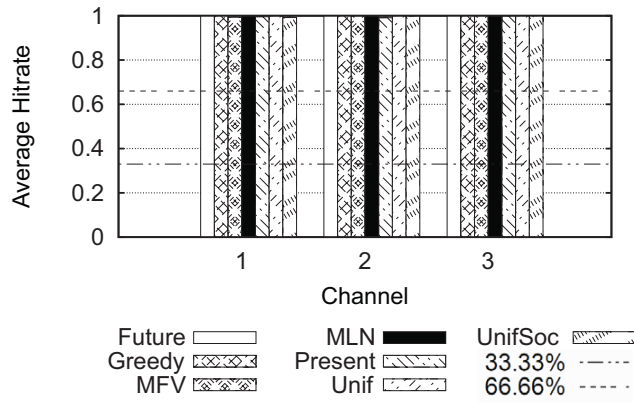 Average Hitrate
1
0.8
0.6
0.4
0.2
0
1 2 3
Channel
Future MLN UnifSoc
Greedy Present 33.33%
MFV Unif 66.66%